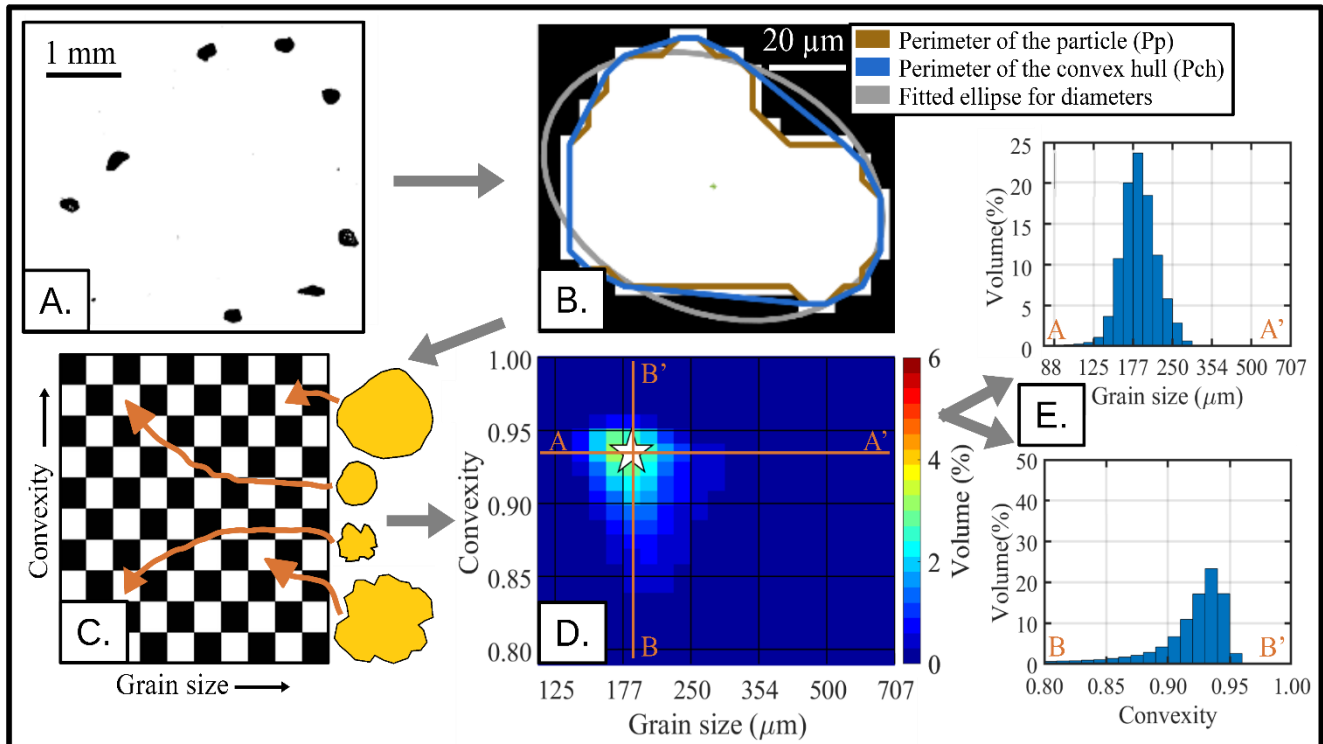 1 mm
A.
20 µm
B.
Perimeter of the particle (Pp)
Perimeter of the convex hull (Pch)
Fitted ellipse for diameters
Convexity
C.
Grain size
1.00
0.95
0.90
0.85
0.80
Convexity
B'
A
A'
B
D.
125 177 250 354 500 707
Grain size (µm)
6
4
2
0
Volume (%)
25
20
15
10
5
0
Volume(%)
A
A'
88 125 177 250 354 500 707
Grain size (µm)
E.
50
40
30
20
10
0
Volume(%)
B
B'
0.80 0.85 0.90 0.95 1.00
Convexity